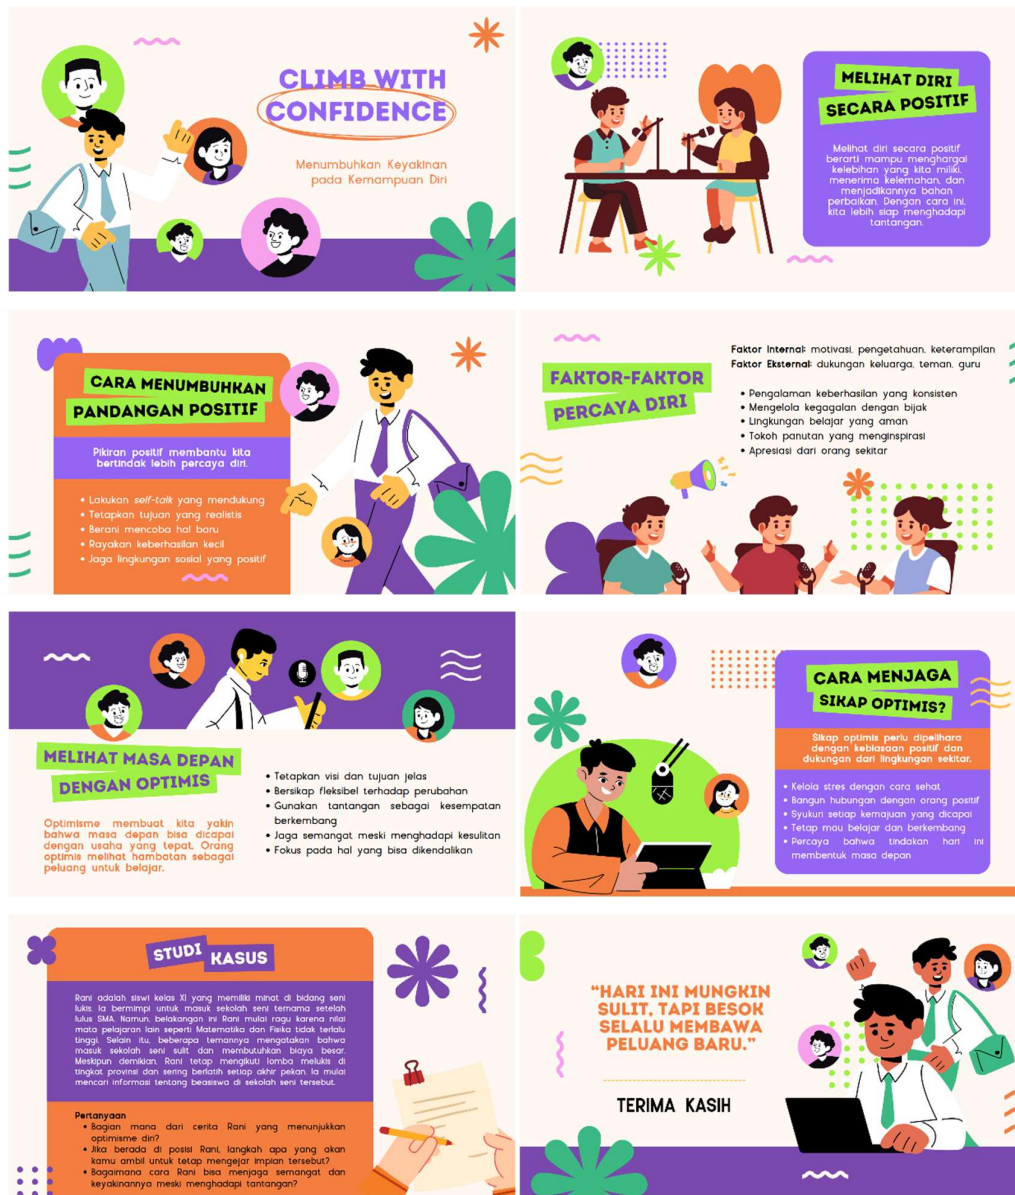 CLIMB WITH
CONFIDENCE
Menumbuhkan Keyakinan
pada Kemampuan Diri
MELIHAT DIRI
SECARA POSITIF
Melihat diri secara positif
berarti mampu menghargai
kelebihan yang kita miliki,
menerima kelemahan, dan
menjadikannya bahan
perbaikan. Dengan cara ini,
kita lebih siap menghadapi
tantangan.
CARA MENUMBUHKAN
PANDANGAN POSITIF
Pikiran positif membantu kita
bertindak lebih percaya diri.
• Lakukan self-talk yang mendukung
• Tetapkan tujuan yang realistis
• Berani mencoba hal baru
• Rayakan keberhasilan kecil
• Jaga lingkungan sosial yang positif
FAKTOR-FAKTOR
PERCAYA DIRI
Faktor Internal: motivasi, pengetahuan, keterampilan
Faktor Eksternal: dukungan keluarga, teman, guru
• Pengalaman keberhasilan yang konsisten
• Mengelola kegagalan dengan bijak
• Lingkungan belajar yang aman
• Tokoh panutan yang menginspirasi
• Apresiasi dari orang sekitar
MELIHAT MASA DEPAN
DENGAN OPTIMIS
Optimisme membuat kita yakin
bahwa masa depan bisa dicapai
dengan usaha yang tepat. Orang
optimis melihat hambatan sebagai
peluang untuk belajar.
• Tetapkan visi dan tujuan jelas
• Bersikap fleksibel terhadap perubahan
• Gunakan tantangan sebagai kesempatan
berkembang
• Jaga semangat meski menghadapi kesulitan
• Fokus pada hal yang bisa dikendalikan
CARA MENJAGA
SIKAP OPTIMIS?
Sikap optimis perlu dipelihara
dengan kebiasaan positif dan
dukungan dari lingkungan sekitar.
• Kelola stres dengan cara sehat
• Bangun hubungan dengan orang positif
• Syukuri setiap kemajuan yang dicapai
• Tetap mau belajar dan berkembang
• Percaya bahwa tindakan hari ini
membentuk masa depan
STUDI KASUS
Rani adalah siswi kelas XI yang memiliki minat di bidang seni
lukis. Ia bermimpi untuk masuk sekolah seni ternama setelah
lulus SMA. Namun, belakangan ini Rani mulai ragu karena nilai
mata pelajaran lain seperti Matematika dan Fisika tidak terlalu
tinggi. Selain itu, beberapa temannya mengatakan bahwa
masuk sekolah seni sulit dan membutuhkan biaya besar.
Meskipun demikian, Rani tetap mengikuti lomba melukis di
tingkat provinsi dan sering berlatih setiap akhir pekan. Ia mulai
mencari informasi tentang beasiswa di sekolah seni tersebut.
Pertanyaan
• Bagian mana dari cerita Rani yang menunjukkan
optimisme diri?
• Jika berada di posisi Rani, langkah apa yang akan
kamu ambil untuk tetap mengejar impian tersebut?
• Bagaimana cara Rani bisa menjaga semangat dan
keyakinannya meski menghadapi tantangan?
“HARI INI MUNGKIN
SULIT, TAPI BESOK
SELALU MEMBAWA
PELUANG BARU.”
TERIMA KASIH